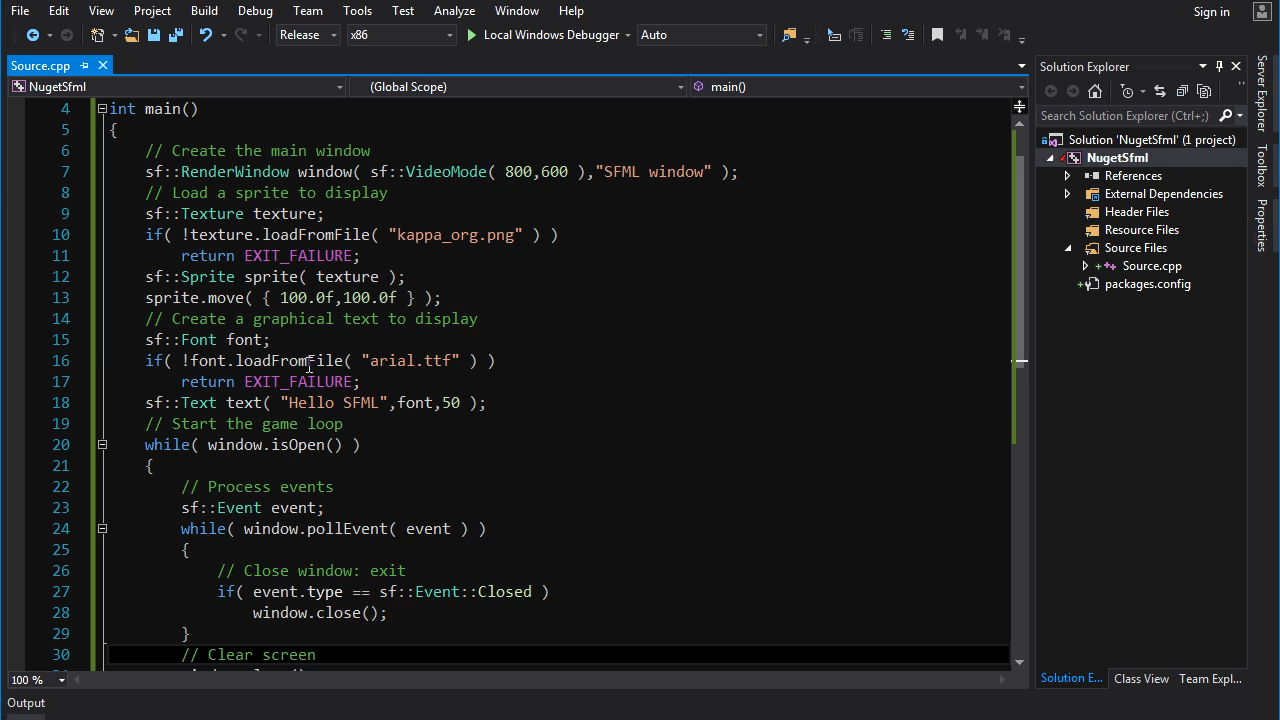 File Edit View Project Build Debug Team Tools Test Analyze Window Help Sign in
Release x86 Local Windows Debugger Auto
Source.cpp
NugetSfml (Global Scope) main()
4 int main()
5 {
6 // Create the main window
7 sf::RenderWindow window( sf::VideoMode( 800,600 ),"SFML window" );
8 // Load a sprite to display
9 sf::Texture texture;
10 if( !texture.loadFromFile( "kappa_org.png" ) )
11 return EXIT_FAILURE;
12 sf::Sprite sprite( texture );
13 sprite.move( { 100.0f,100.0f } );
14 // Create a graphical text to display
15 sf::Font font;
16 if( !font.loadFromFile( "arial.ttf" ) )
17 return EXIT_FAILURE;
18 sf::Text text( "Hello SFML",font,50 );
19 // Start the game loop
20 while( window.isOpen() )
21 {
22 // Process events
23 sf::Event event;
24 while( window.pollEvent( event ) )
25 {
26 // Close window: exit
27 if( event.type == sf::Event::Closed )
28 window.close();
29 }
30 // Clear screen
100 %
Output
Solution Explorer
Search Solution Explorer (Ctrl+;)
Solution 'NugetSfml' (1 project)
NugetSfml
References
External Dependencies
Header Files
Resource Files
Source Files
Source.cpp
packages.config
Solution E... Class View Team Expl...
Server Explorer
Toolbox
Properties